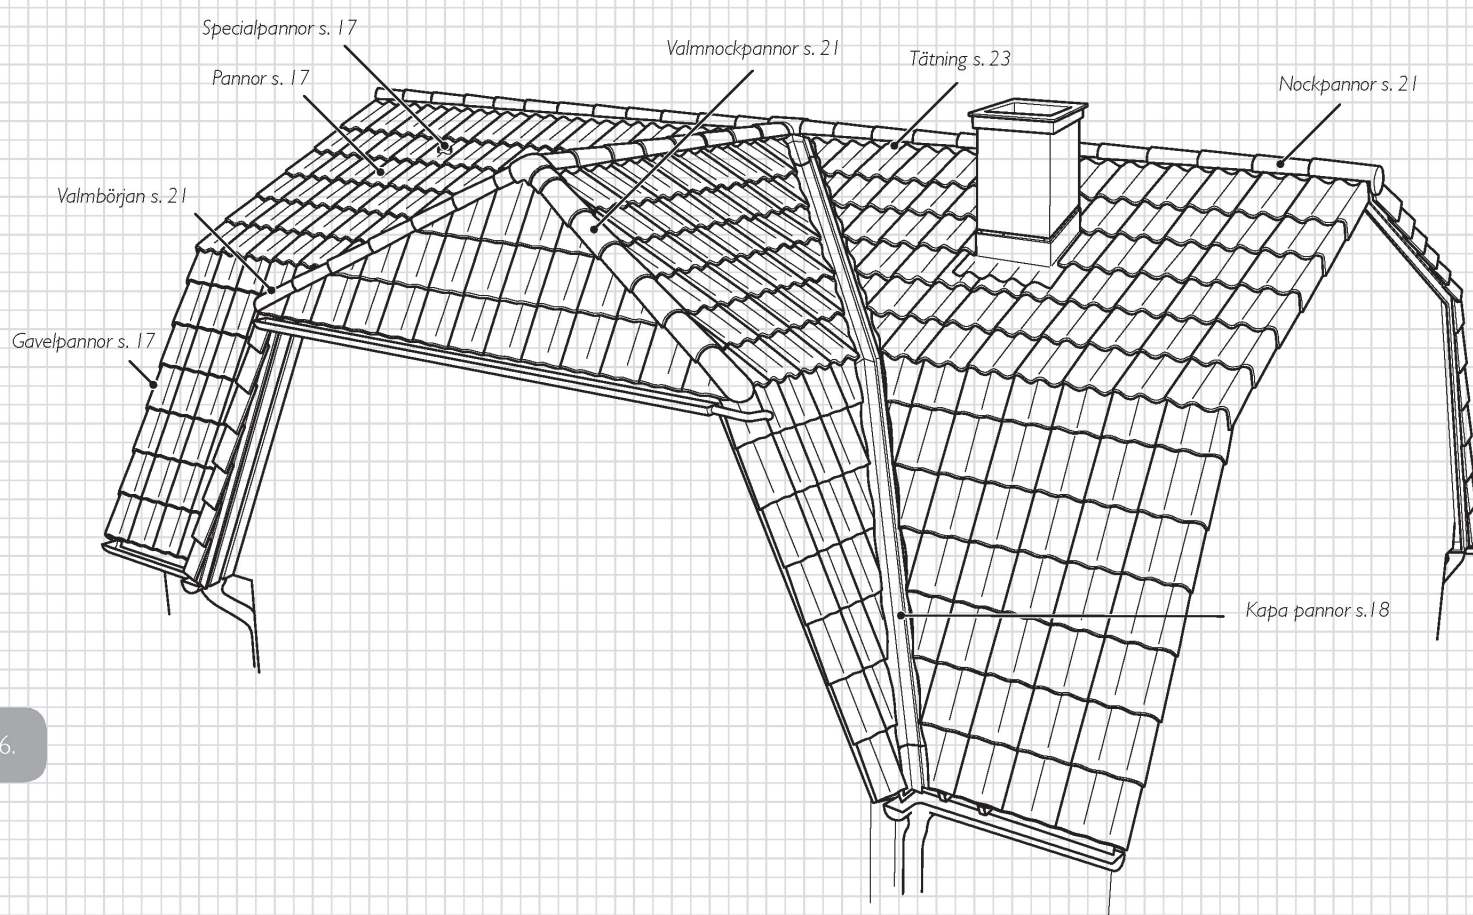 Specialpannor s. 17
Valmnockpannor s. 21
Tätning s. 23
Pannor s. 17
Nockpannor s. 21
Valmbörjan s. 21
Gavelpannor s. 17
Kapa pannor s.18
6.